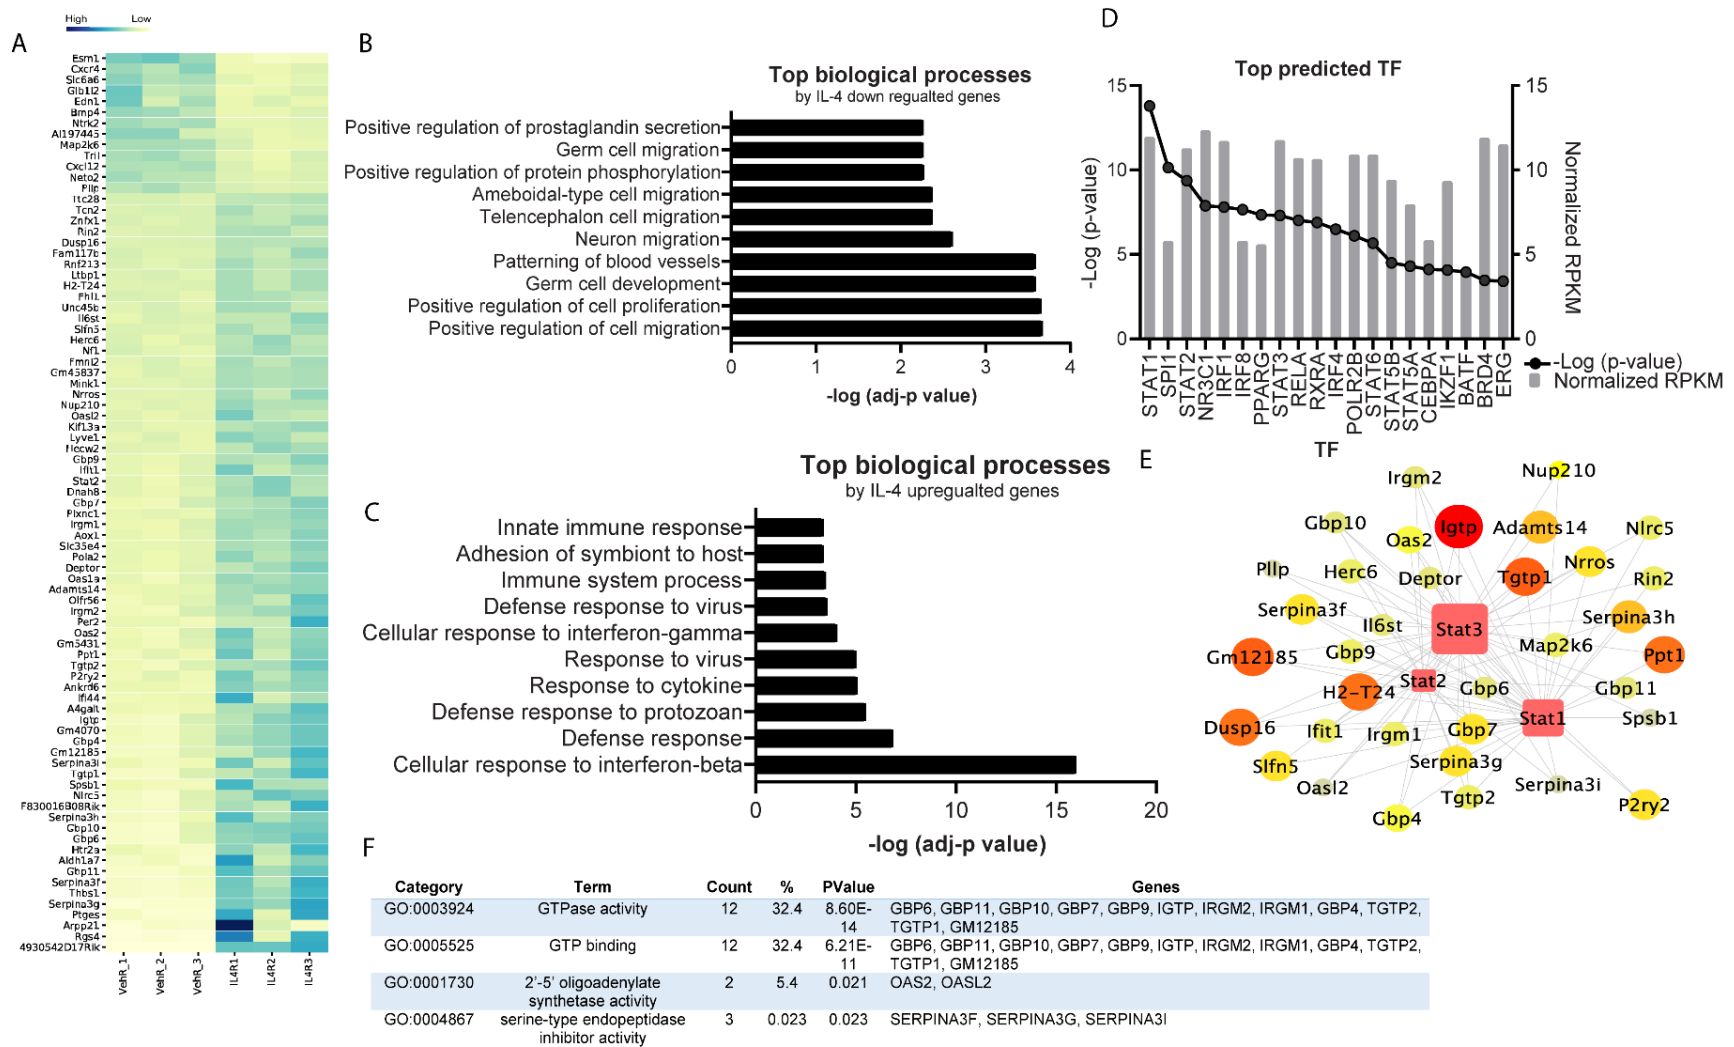 High
Low
A
Esm1
Cxcr4
Slc6a6
Glb1l2
Edn1
Bmp4
Ntrk2
AI197445
Map2k6
Tril
Cxcl12
Neto2
Pllp
Ttc28
Tcn2
Znfx1
Rin2
Dusp16
Fam117b
Rnf213
Ltbp1
H2-T24
Fhl1
Unc45b
Il6st
Slfn5
Herc6
Nf1
Fmnl2
Gm45837
Mink1
Nrros
Nup210
Oasl2
Kif13a
Lyve1
Hecw2
Gbp9
Ifit1
Stat2
Dnah8
Gbp7
Plxnc1
Irgm1
Aox1
Slc35e4
Pola2
Deptor
Oas1a
Adamts14
Olfr56
Irgm2
Per2
Oas2
Gm5431
Ppt1
Tgtp2
P2ry2
Ankrd6
Ifi44
A4galt
Igtp
Gm4070
Gbp4
Gm12185
Serpina3i
Tgtp1
Spsb1
Nlrc5
F830016B08Rik
Serpina3h
Gbp10
Gbp6
Htr2a
Aldh1a7
Gbp11
Serpina3f
Thbs1
Serpina3g
Ptges
Arpp21
Rgs4
4930542D17Rik
VehR_1
VehR_2
VehR_3
IL4R1
IL4R2
IL4R3
B
Top biological processes
by IL-4 down regualted genes
Positive regulation of prostaglandin secretion
Germ cell migration
Positive regulation of protein phosphorylation
Ameboidal-type cell migration
Telencephalon cell migration
Neuron migration
Patterning of blood vessels
Germ cell development
Positive regulation of cell proliferation
Positive regulation of cell migration
0 1 2 3 4
-log (adj-p value)
C
Top biological processes
by IL-4 upregualted genes
Innate immune response
Adhesion of symbiont to host
Immune system process
Defense response to virus
Cellular response to interferon-gamma
Response to virus
Response to cytokine
Defense response to protozoan
Defense response
Cellular response to interferon-beta
0 5 10 15 20
-log (adj-p value)
D
Top predicted TF
15
10
5
0
-Log (p-value)
15
10
5
0
Normalized RPKM
STAT1
SPI1
STAT2
NR3C1
IRF1
IRF8
PPARG
STAT3
RELA
RXRA
IRF4
POLR2B
STAT6
STAT5B
STAT5A
CEBPA
IKZF1
BATF
BRD4
ERG
TF
-Log (p-value)
Normalized RPKM
E
Irgm2
Nup210
Gbp10
Igtp
Adamts14
Nlrc5
Oas2
Pllp
Herc6
Deptor
Tgtp1
Nrros
Rin2
Serpina3f
Il6st
Stat3
Serpina3h
Gm12185
Gbp9
Map2k6
Ppt1
Stat2
H2-T24
Gbp6
Gbp11
Dusp16
Ifit1
Irgm1
Gbp7
Stat1
Spsb1
Slfn5
Serpina3g
Oasl2
Tgtp2
Serpina3i
Gbp4
P2ry2
F
Category Term Count % PValue Genes
GO:0003924 GTPase activity 12 32.4 8.60E- GBP6, GBP11, GBP10, GBP7, GBP9, IGTP, IRGM2, IRGM1, GBP4, TGTP2,
14 TGTP1, GM12185
GO:0005525 GTP binding 12 32.4 6.21E- GBP6, GBP11, GBP10, GBP7, GBP9, IGTP, IRGM2, IRGM1, GBP4, TGTP2,
11 TGTP1, GM12185
GO:0001730 2'-5' oligoadenylate 2 5.4 0.021 OAS2, OASL2
synthetase activity
GO:0004867 serine-type endopeptidase 3 0.023 0.023 SERPINA3F, SERPINA3G, SERPINA3I
inhibitor activity